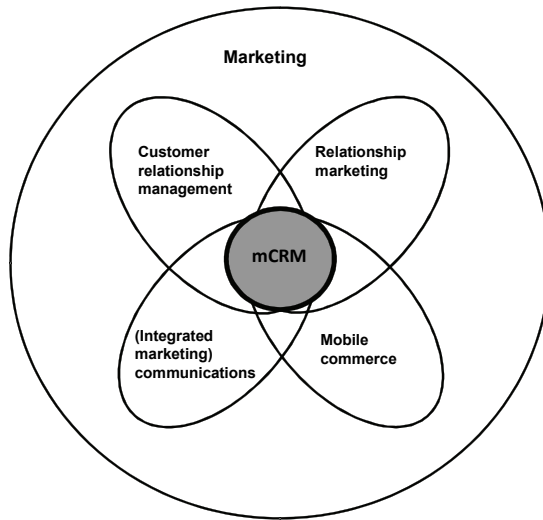 Marketing
Customer
relationship
management
Relationship
marketing
mCRM
(Integrated
marketing)
communications
Mobile
commerce